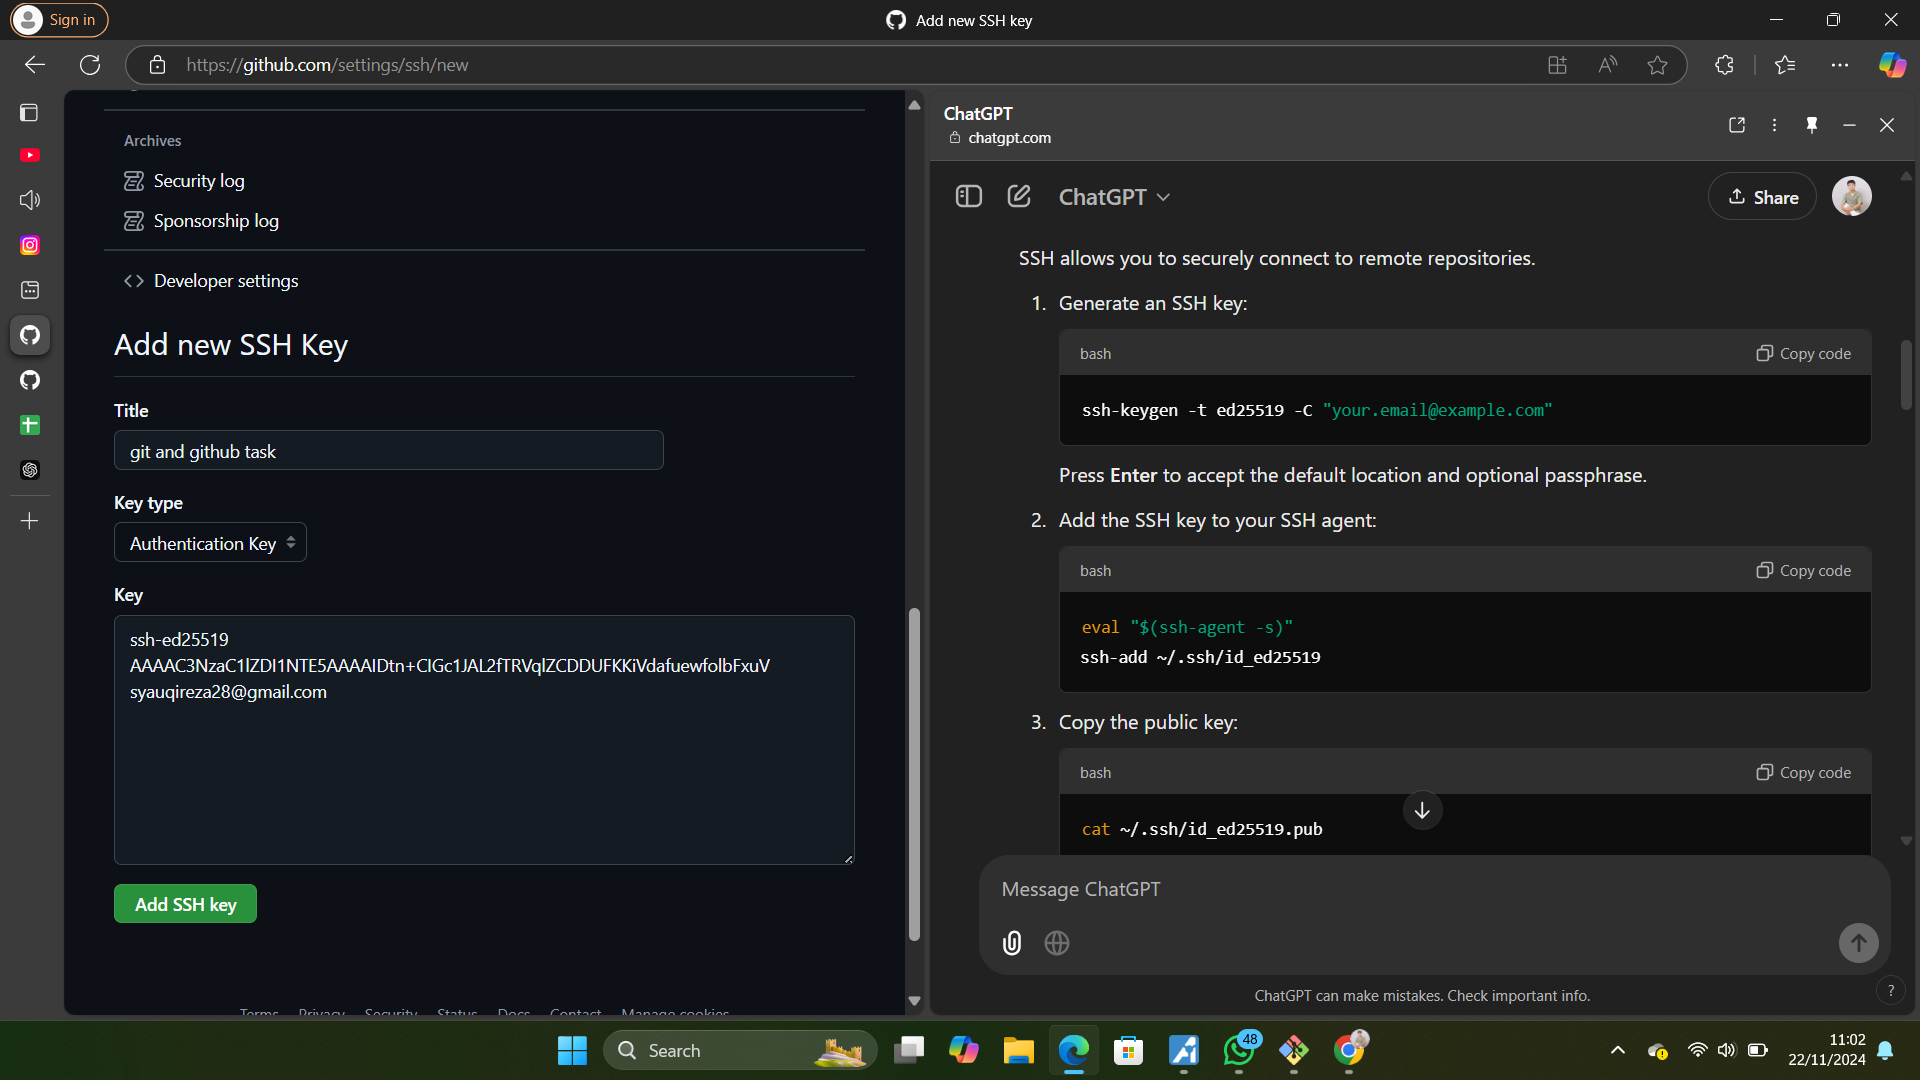 Sign in
Add new SSH key
https://github.com/settings/ssh/new
Archives
Security log
Sponsorship log
Developer settings
Add new SSH Key
Title
git and github task
Key type
Authentication Key
Key
ssh-ed25519
AAAAC3NzaC1lZDI1NTE5AAAAIDtn+CIGc1JAL2fTRVqlZCDDUFKKiVdafuewfolbFxuV
syauqireza28@gmail.com
Add SSH key
Terms Privacy Security Status Docs Contact Manage cookies
ChatGPT
chatgpt.com
ChatGPT
Share
SSH allows you to securely connect to remote repositories.
1. Generate an SSH key:
bash
Copy code
ssh-keygen -t ed25519 -C "your.email@example.com"
Press Enter to accept the default location and optional passphrase.
2. Add the SSH key to your SSH agent:
bash
Copy code
eval "$(ssh-agent -s)"
ssh-add ~/.ssh/id_ed25519
3. Copy the public key:
bash
Copy code
cat ~/.ssh/id_ed25519.pub
Message ChatGPT
ChatGPT can make mistakes. Check important info.
?
Search
48
11:02
22/11/2024